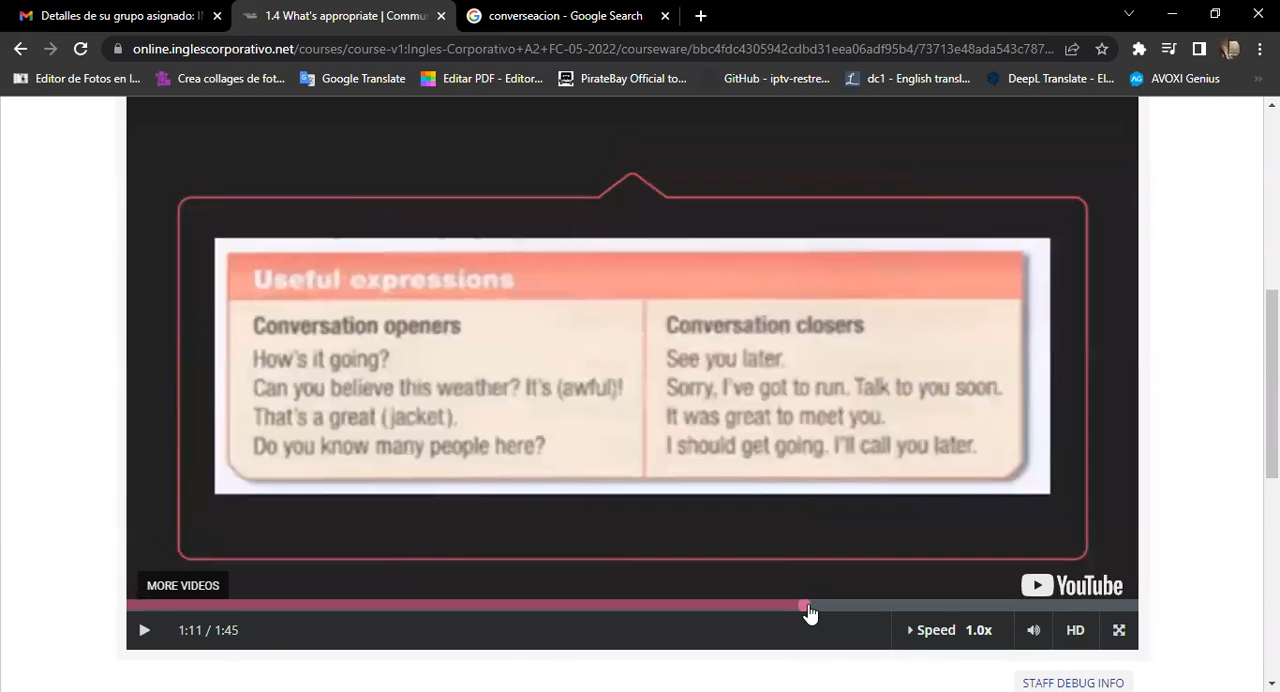 Detalles de su grupo asignado: I
1.4 What's appropriate | Commu
converseacion - Google Search
online.inglescorporativo.net/courses/course-v1:Ingles-Corporativo+A2+FC-05-2022/courseware/bbc4fdc4305942cdbd31eea06adf95b4/73713e48ada543c787...
Editor de Fotos en l...
Crea collages de fot...
Google Translate
Editar PDF - Editor...
PirateBay Official to...
GitHub - iptv-restre...
dc1 - English transl...
DeepL Translate - El...
AVOXI Genius
Useful expressions
Conversation openers
How's it going?
Can you believe this weather? It's (awful)!
That's a great (jacket).
Do you know many people here?
Conversation closers
See you later.
Sorry, I've got to run. Talk to you soon.
It was great to meet you.
I should get going. I'll call you later.
MORE VIDEOS
YouTube
1:11 / 1:45
Speed 1.0x
HD
STAFF DEBUG INFO